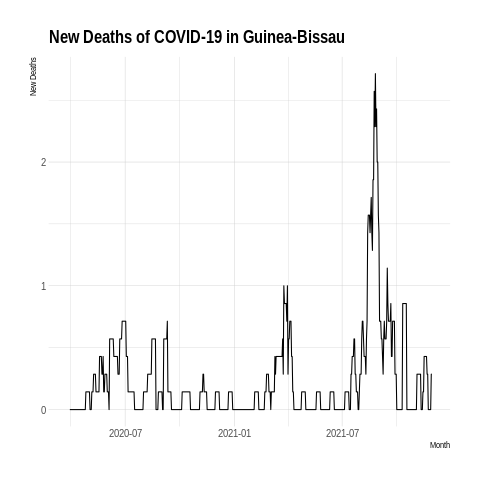 New Deaths of COVID-19 in Guinea-Bissau
New Deaths
2
1
0
2020-07
2021-01
2021-07
Month